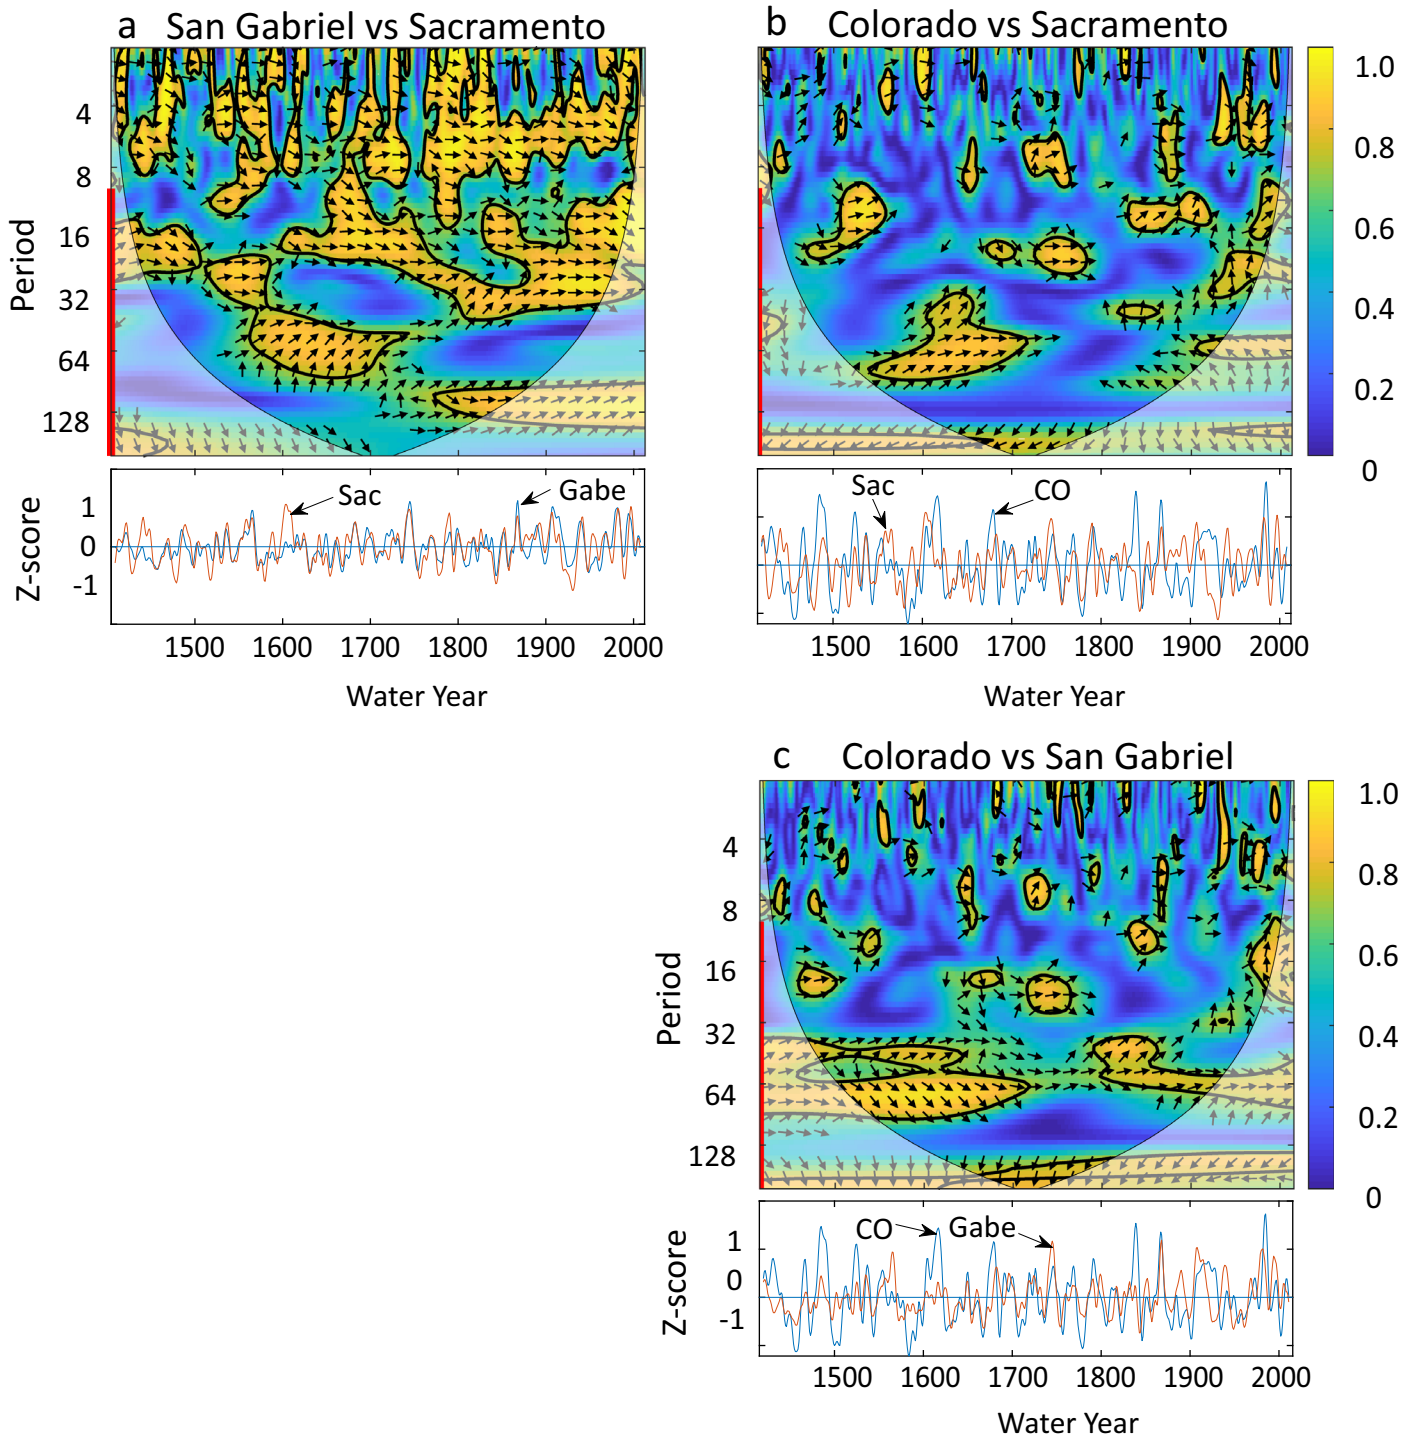 a San Gabriel vs Sacramento
4
8
16
32
64
128
Period
Sac
Gabe
1
0
-1
Z-score
1500 1600 1700 1800 1900 2000
Water Year
b Colorado vs Sacramento
1.0
0.8
0.6
0.4
0.2
0
Sac
CO
1500 1600 1700 1800 1900 2000
Water Year
c Colorado vs San Gabriel
4
8
16
32
64
128
Period
1.0
0.8
0.6
0.4
0.2
0
CO
Gabe
1
0
-1
Z-score
1500 1600 1700 1800 1900 2000
Water Year